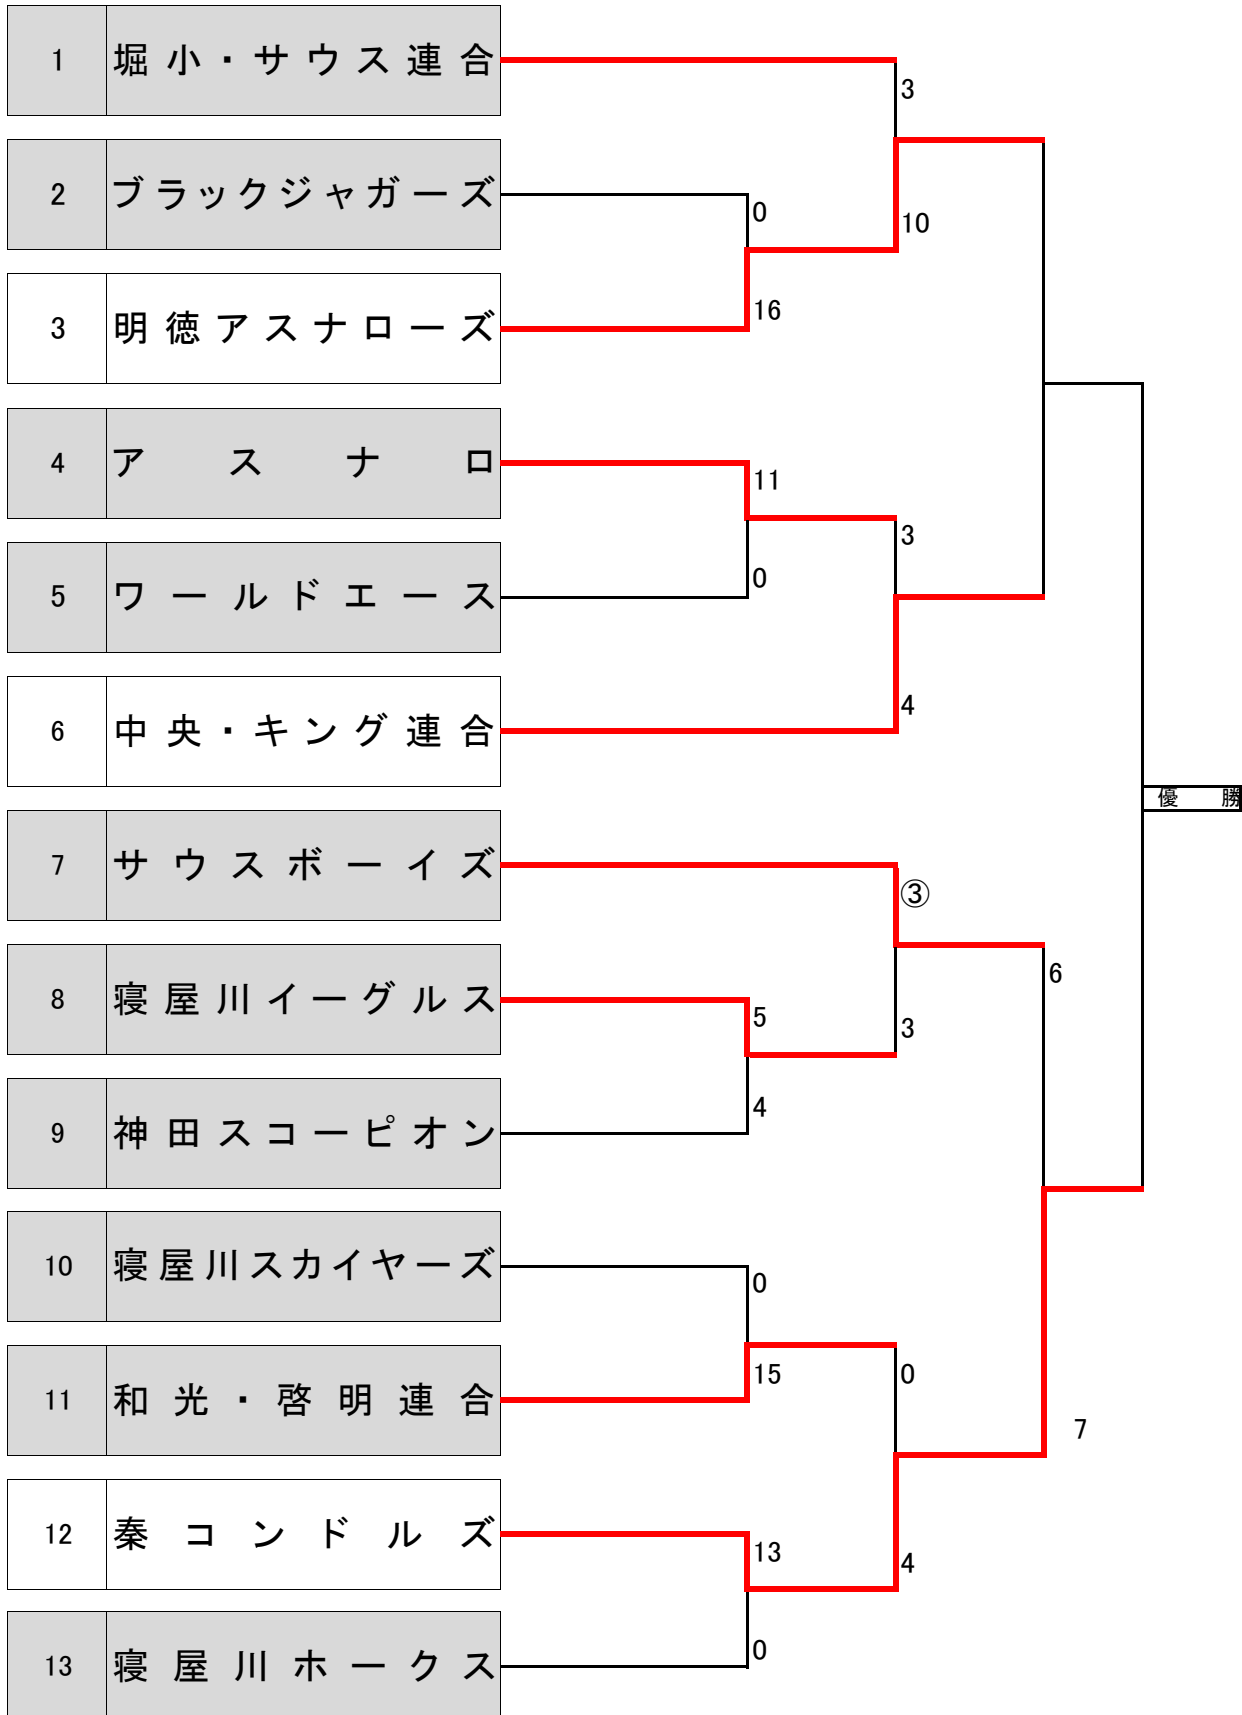 1 堀小・サウス連合
3
2 ブラックジャガーズ
0
10
3 明徳アスナローズ
16
4 アスナロ
11
3
5 ワールドエース
0
6 中央・キング連合
4
優勝
7 サウスボーイズ
③
6
8 寝屋川イーグルス
5
3
9 神田スコーピオン
4
10 寝屋川スカイヤーズ
0
11 和光・啓明連合
15
0
7
12 秦コンドルズ
13
4
13 寝屋川ホークス
0